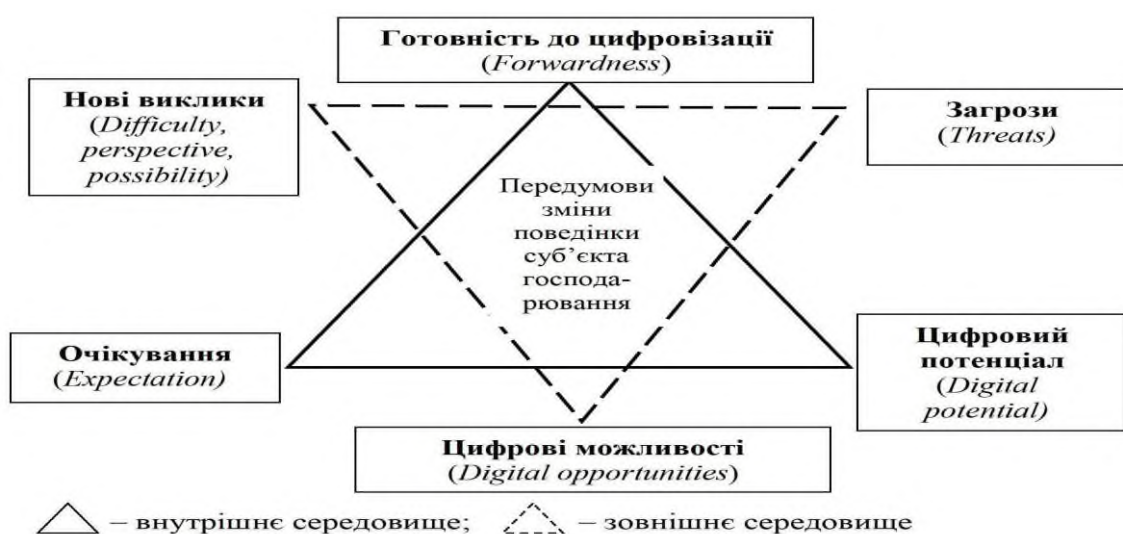 Готовність до цифровізації
(Forwardness)
Нові виклики
(Difficulty,
perspective,
possibility)
Загрози
(Threats)
Передумови
зміни
поведінки
суб’єкта
господа-
рювання
Очікування
(Expectation)
Цифровий
потенціал
(Digital
potential)
Цифрові можливості
(Digital opportunities)
– внутрішнє середовище; – зовнішнє середовище